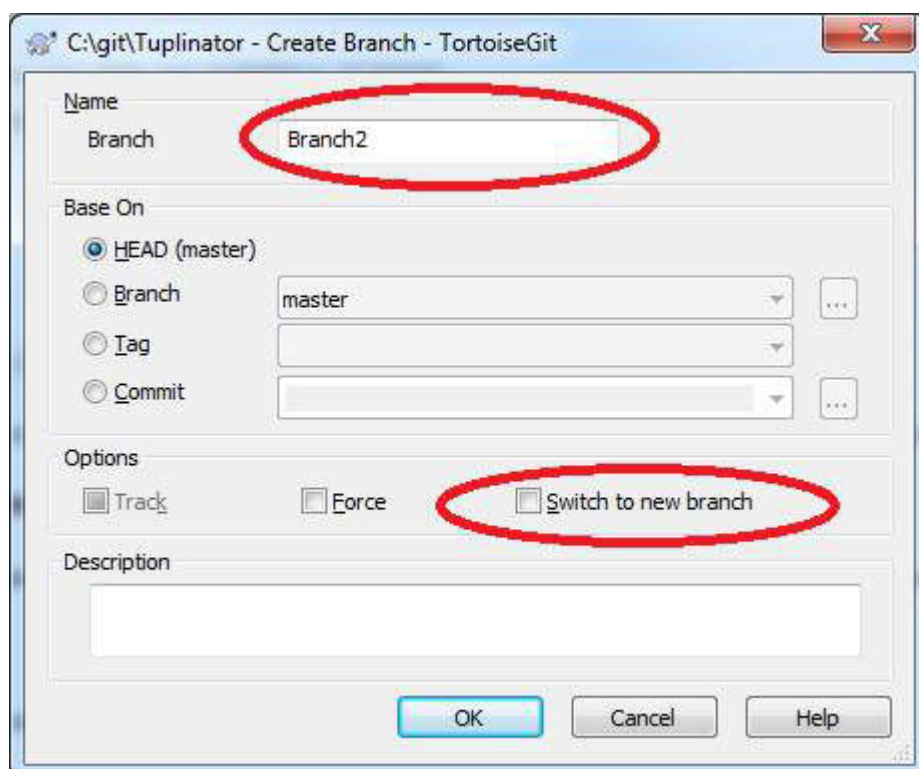 C:\git\Tuplinator - Create Branch - TortoiseGit
Name
Branch
Branch2
Base On
HEAD (master)
Branch
master
...
Tag
Commit
...
Options
Track
Force
Switch to new branch
Description
OK
Cancel
Help